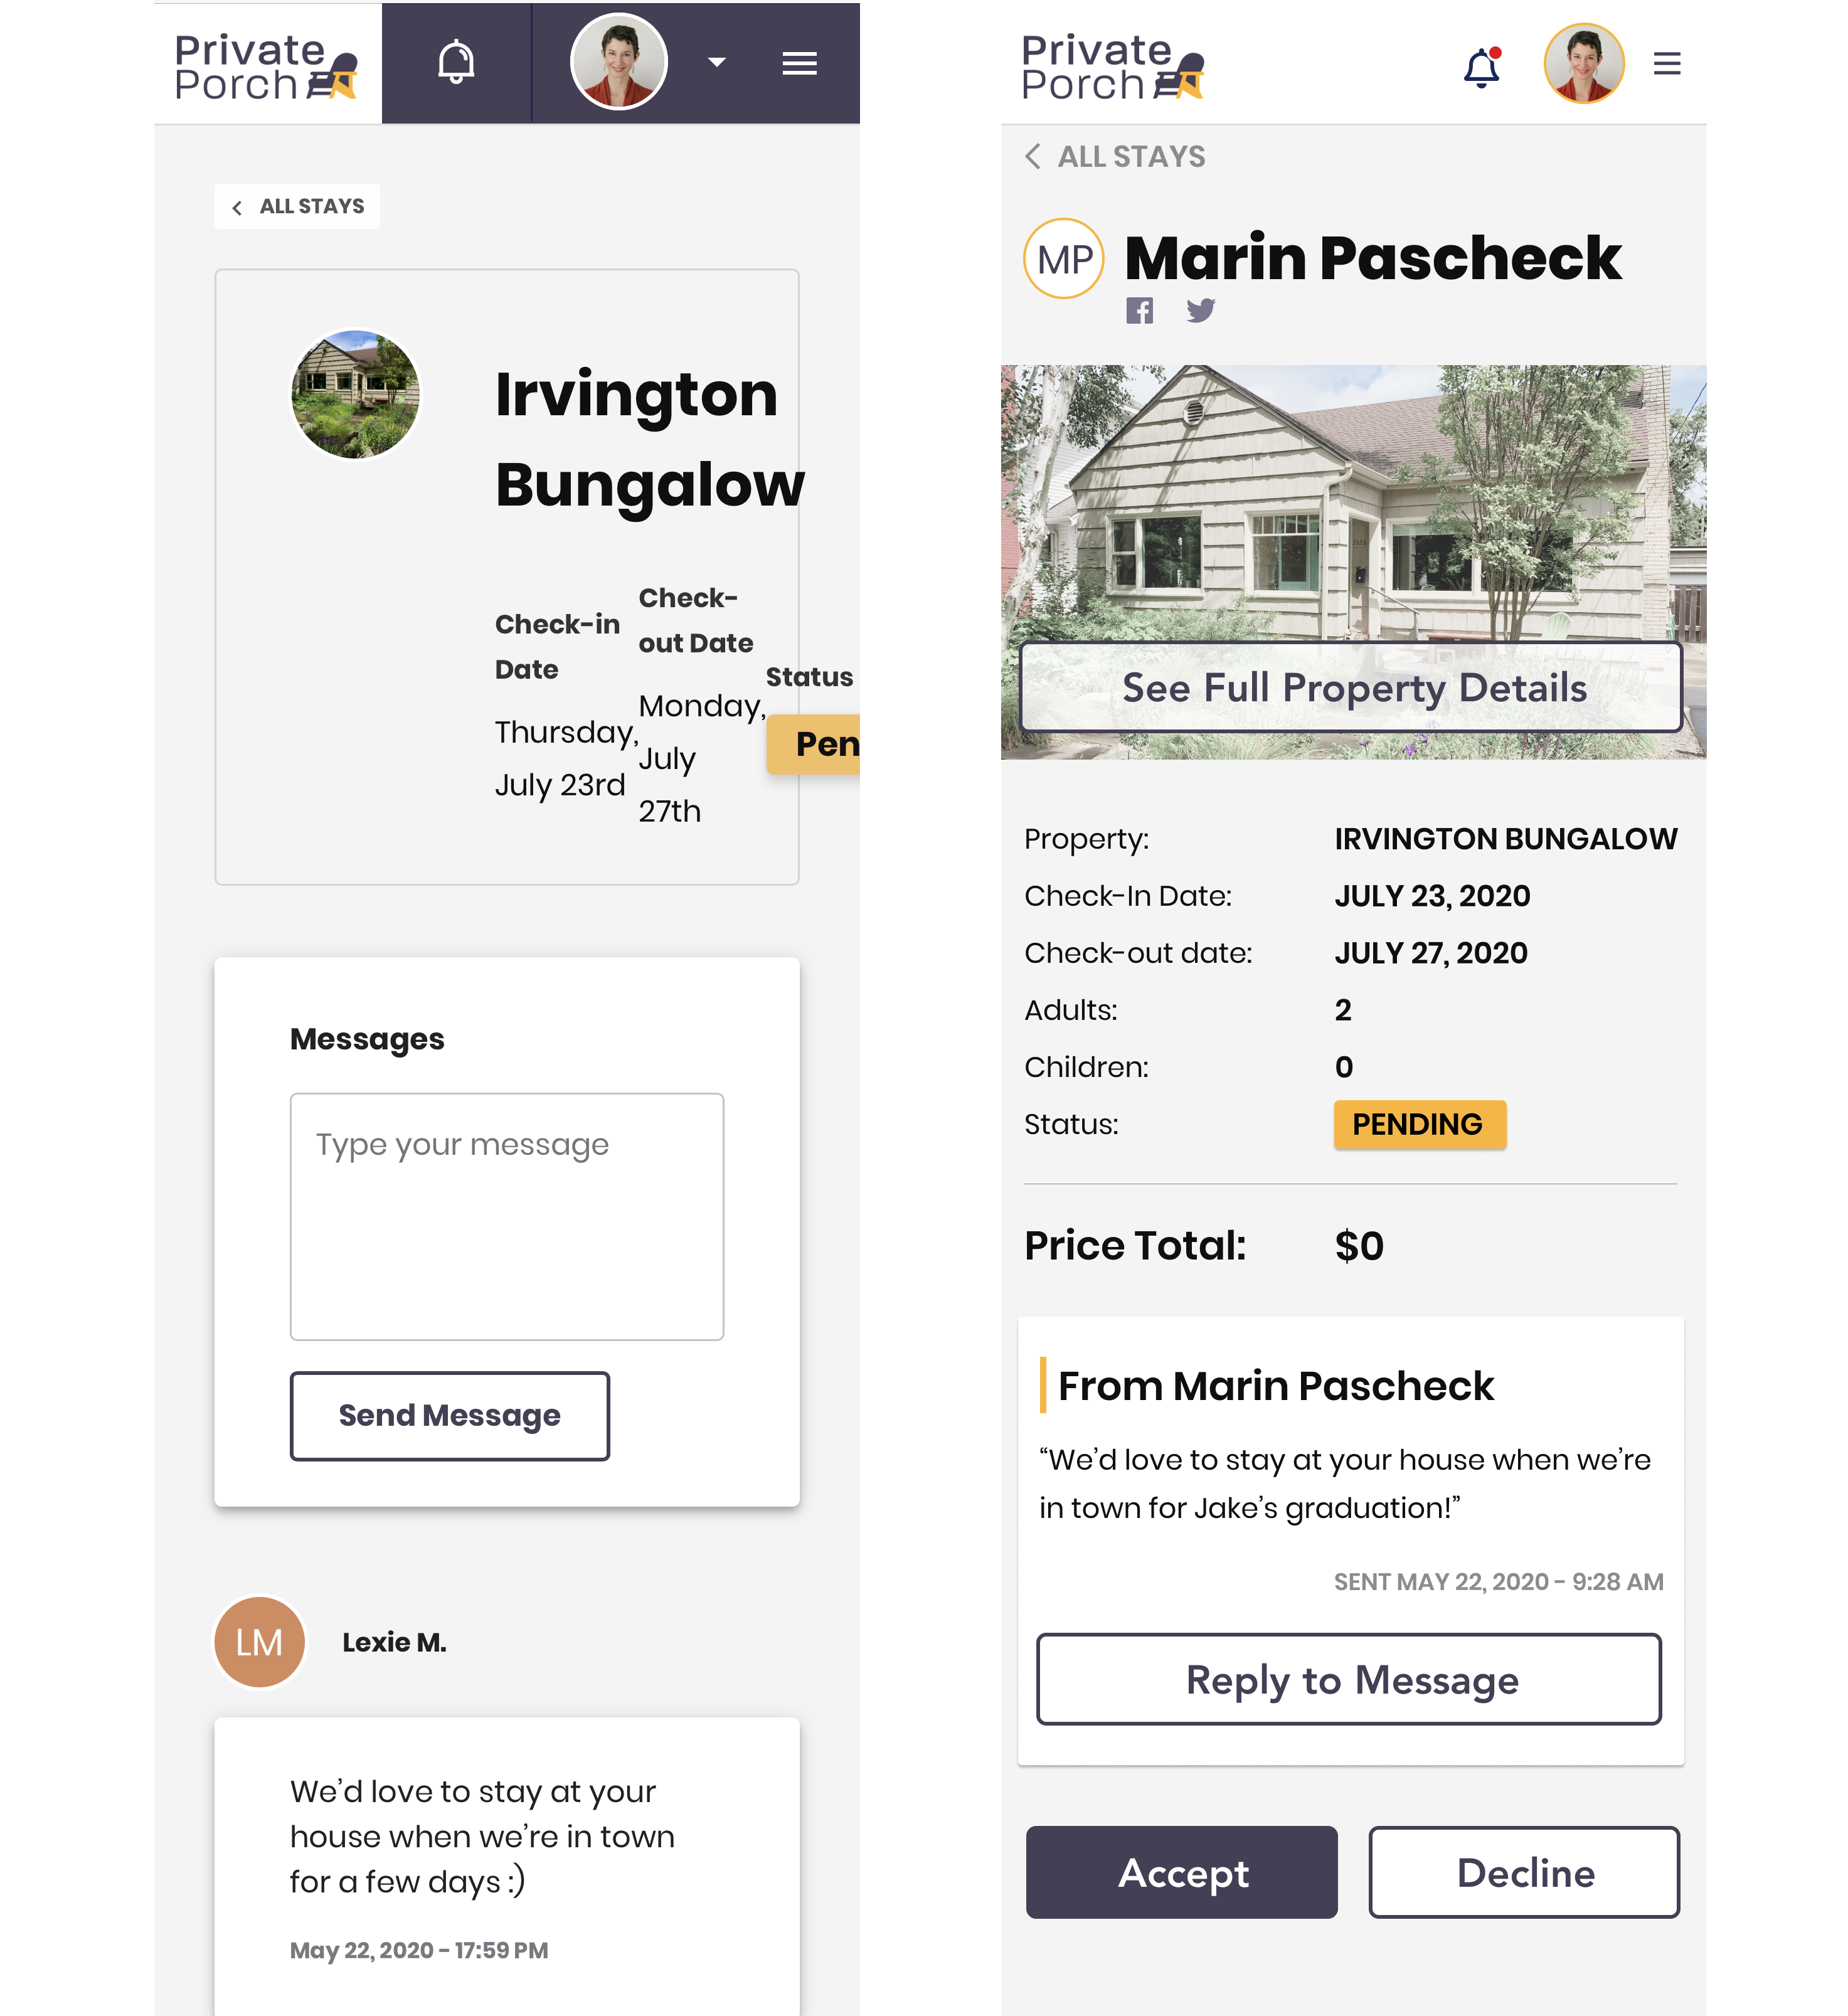 Private
Porch
ALL STAYS
Irvington
Bungalow
Check-in
Date
Thursday,
July 23rd
Check-
out Date
Monday,
July
27th
Status
Pen
Messages
Type your message
Send Message
LM
Lexie M.
We'd love to stay at your
house when we're in town
for a few days :)
May 22, 2020 - 17:59 PM
Private
Porch
ALL STAYS
MP
Marin Pascheck
3326
See Full Property Details
Property: IRVINGTON BUNGALOW
Check-In Date: JULY 23, 2020
Check-out date: JULY 27, 2020
Adults: 2
Children: 0
Status: PENDING
Price Total: $0
From Marin Pascheck
“We’d love to stay at your house when we’re
in town for Jake’s graduation!”
SENT MAY 22, 2020 - 9:28 AM
Reply to Message
Accept
Decline